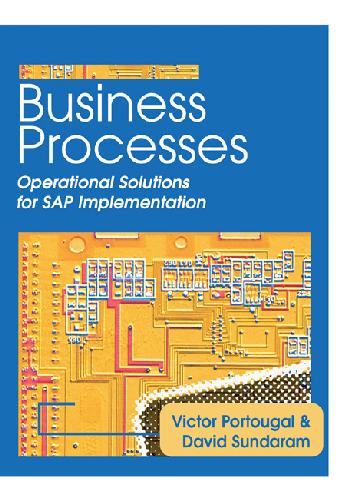 Business
Processes
Operational Solutions
for SAP Implementation
Victor Portougal &
David Sundaram